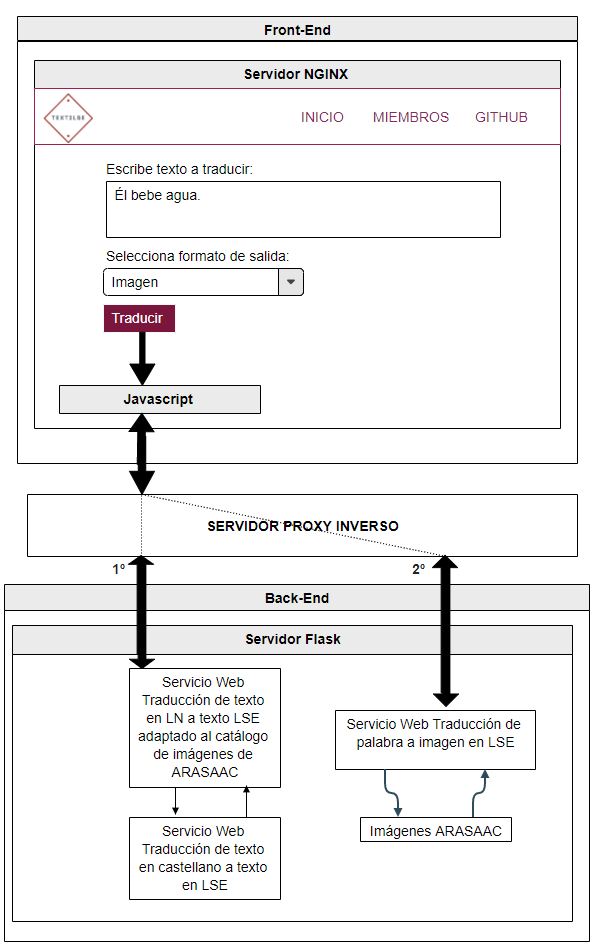 Front-End
Servidor NGINX
TEXT2LSE
INICIO MIEMBROS GITHUB
Escribe texto a traducir:
Él bebe agua.
Selecciona formato de salida:
Imagen
Traducir
Javascript
SERVIDOR PROXY INVERSO
1º
2º
Back-End
Servidor Flask
Servicio Web
Traducción de texto
en LN a texto LSE
adaptado al catálogo
de imágenes de
ARASAAC
Servicio Web Traducción de
palabra a imagen en LSE
Imágenes ARASAAC
Servicio Web
Traducción de texto
en castellano a texto
en LSE